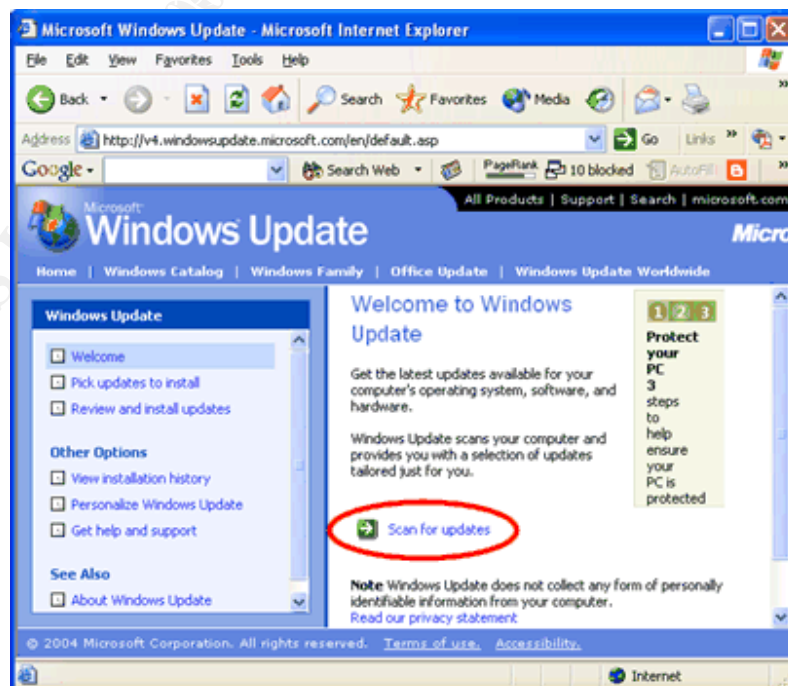 Microsoft Windows Update - Microsoft Internet Explorer
File Edit View Favorites Tools Help
Back Search Favorites Media
Address http://v4.windowsupdate.microsoft.com/en/default.asp Go Links
Google Search Web PageRank 10 blocked AutoFill
All Products | Support | Search | microsoft.com
Microsoft
Windows Update
Micro
Home | Windows Catalog | Windows Family | Office Update | Windows Update Worldwide
Windows Update
Welcome
Pick updates to install
Review and install updates
Other Options
View installation history
Personalize Windows Update
Get help and support
See Also
About Windows Update
Welcome to Windows
Update
Get the latest updates available for your
computer's operating system, software, and
hardware.
Windows Update scans your computer and
provides you with a selection of updates
tailored just for you.
Scan for updates
Note Windows Update does not collect any form of personally
identifiable information from your computer.
Read our privacy statement
1 2 3
Protect
your
PC
3
steps
to
help
ensure
your
PC is
protected
© 2004 Microsoft Corporation. All rights reserved. Terms of use. Accessibility.
Internet